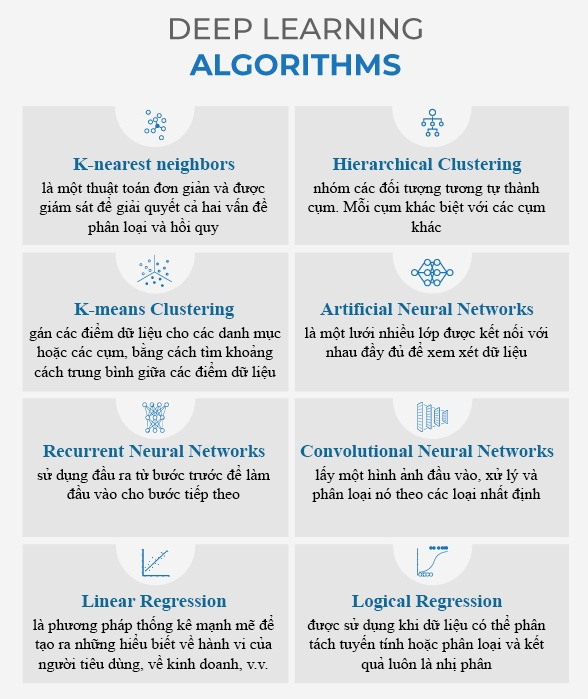 DEEP LEARNING
ALGORITHMS
K-nearest neighbors
là một thuật toán đơn giản và được
giám sát để giải quyết cả hai vấn đề
phân loại và hồi quy
Hierarchical Clustering
nhóm các đối tượng tương tự thành
cụm. Mỗi cụm khác biệt với các cụm
khác
K-means Clustering
gán các điểm dữ liệu cho các danh mục
hoặc các cụm, bằng cách tìm khoảng
cách trung bình giữa các điểm dữ liệu
Artificial Neural Networks
là một lưới nhiều lớp được kết nối với
nhau đầy đủ để xem xét dữ liệu
Recurrent Neural Networks
sử dụng đầu ra từ bước trước để làm
đầu vào cho bước tiếp theo
Convolutional Neural Networks
lấy một hình ảnh đầu vào, xử lý và
phân loại nó theo các loại nhất định
Linear Regression
là phương pháp thống kê mạnh mẽ để
tạo ra những hiểu biết về hành vi của
người tiêu dùng, về kinh doanh, v.v.
Logical Regression
được sử dụng khi dữ liệu có thể phân
tách tuyến tính hoặc phân loại và kết
quả luôn là nhị phân